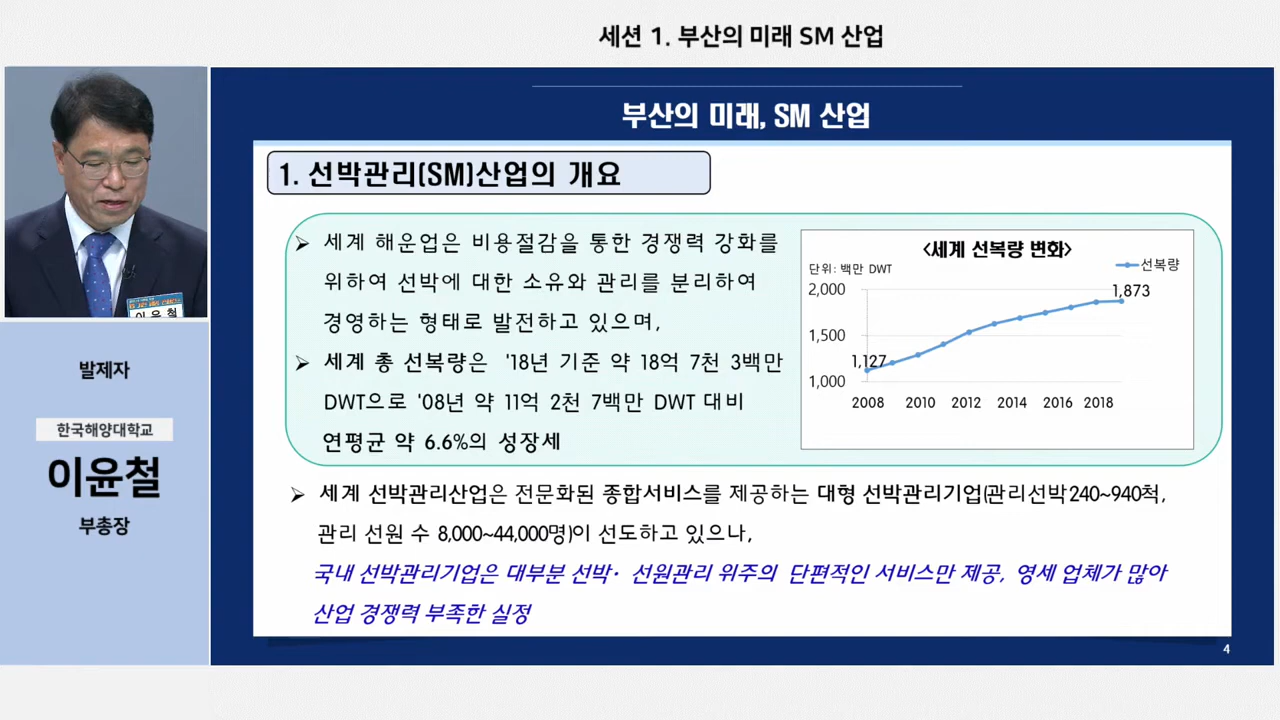 세션 1. 부산의 미래 SM 산업
부산의 미래, SM 산업
1. 선박관리(SM)산업의 개요
➢ 세계 해운업은 비용절감을 통한 경쟁력 강화를
위하여 선박에 대한 소유와 관리를 분리하여
경영하는 형태로 발전하고 있으며,
➢ 세계 총 선복량은 '18년 기준 약 18억 7천 3백만
DWT으로 '08년 약 11억 2천 7백만 DWT 대비
연평균 약 6.6%의 성장세
<세계 선복량 변화>
단위: 백만 DWT
선복량
2,000
1,500
1,000
1,873
1,127
2008 2010 2012 2014 2016 2018
➢ 세계 선박관리산업은 전문화된 종합서비스를 제공하는 대형 선박관리기업(관리선박240~940척,
관리 선원 수 8,000~44,000명)이 선도하고 있으나,
국내 선박관리기업은 대부분 선박· 선원관리 위주의 단편적인 서비스만 제공, 영세 업체가 많아
산업 경쟁력 부족한 실정
4
이 윤 철
발제자
한국해양대학교
이윤철
부총장